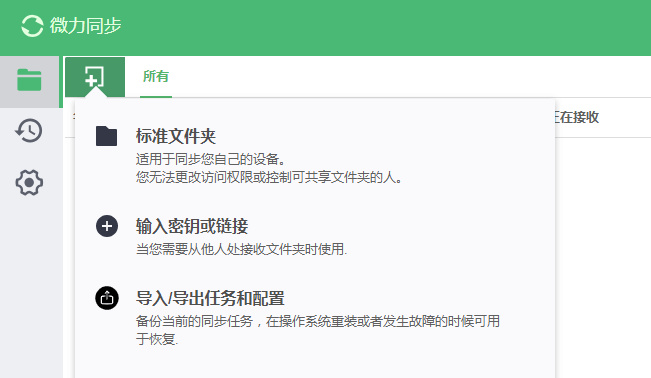 微力同步
所有
正在接收
标准文件夹
适用于同步您自己的设备。
您无法更改访问权限或控制可共享文件夹的人。
输入密钥或链接
当您需要从他人处接收文件夹时使用.
导入/导出任务和配置
备份当前的同步任务，在操作系统重装或者发生故障的时候可用
于恢复.